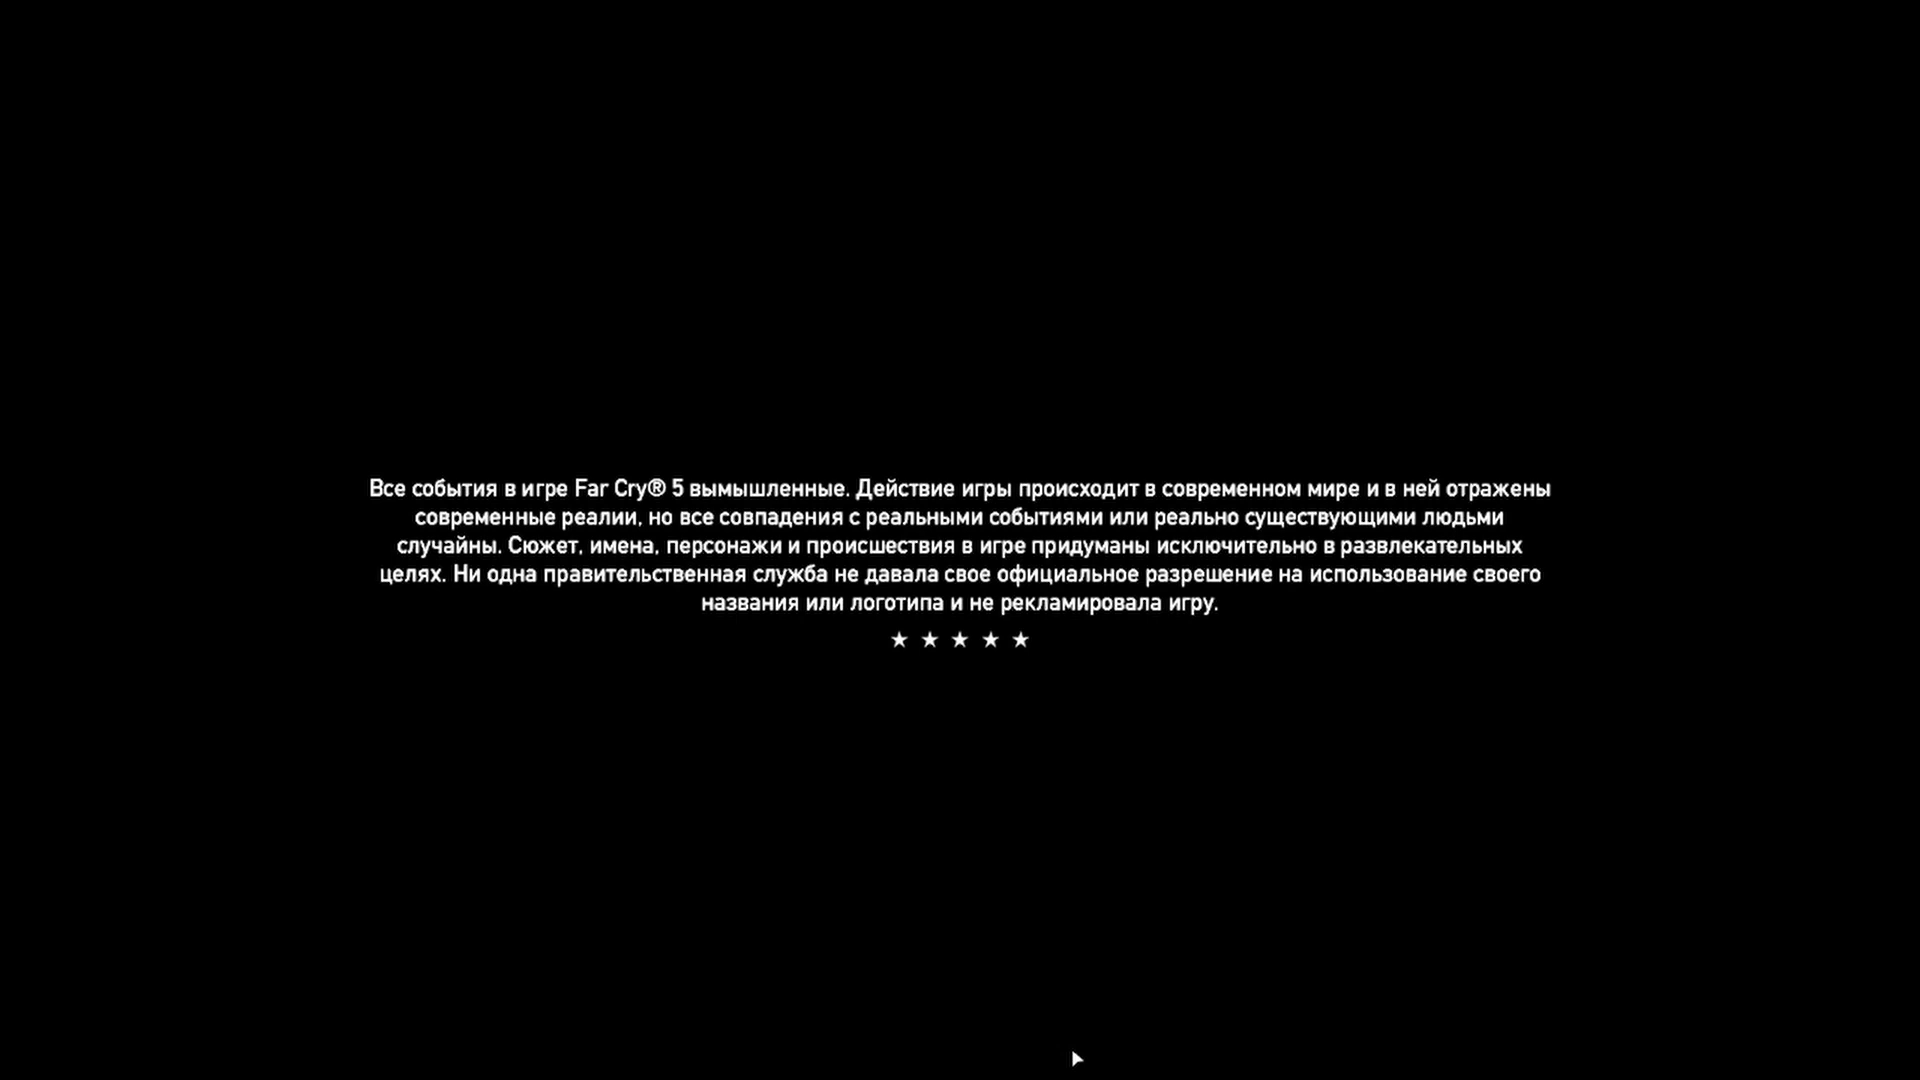 Все события в игре Far Cry® 5 вымышленные. Действие игры происходит в современном мире и в ней отражены
современные реалии, но все совпадения с реальными событиями или реально существующими людьми
случайны. Сюжет, имена, персонажи и происшествия в игре придуманы исключительно в развлекательных
целях. Ни одна правительственная служба не давала свое официальное разрешение на использование своего
названия или логотипа и не рекламировала игру.
★ ★ ★ ★ ★